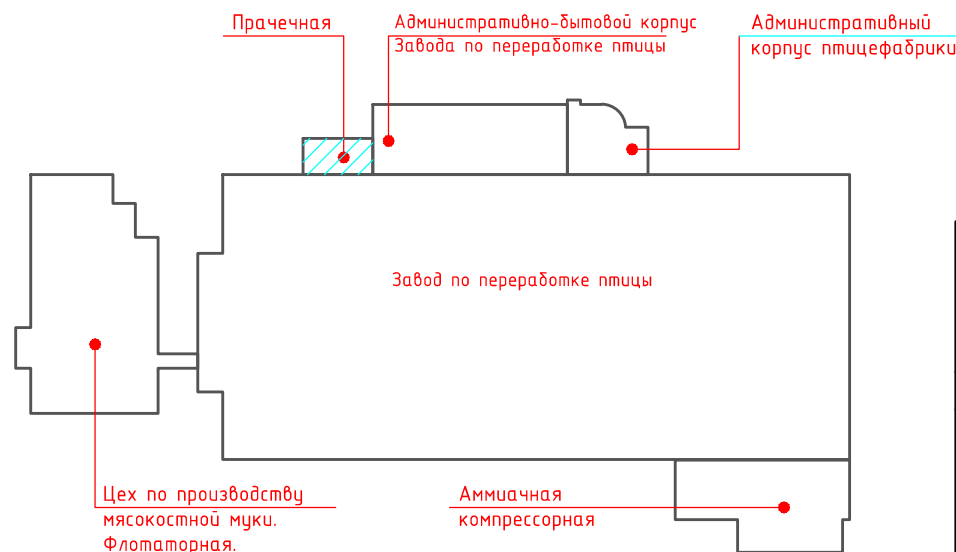 Прачечная
Административно-бытовой корпус
Завода по переработке птицы
Административный
корпус птицефабрики
Завод по переработке птицы
Цех по производству
мясокостной муки.
Флотаторная.
Аммиачная
компрессорная